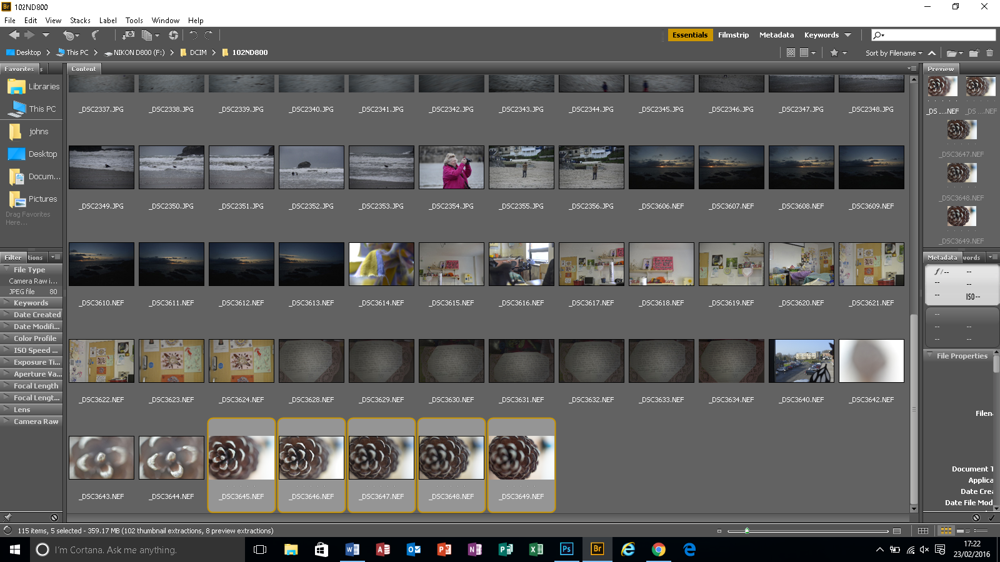 102ND800
File Edit View Stacks Label Tools Window Help
Essentials Filmstrip Metadata Keywords
Desktop This PC NIKON D800 (F:) DCIM 102ND800
Sort by Filename
Favorites s
Content
Preview
Libraries
This PC
johns
Desktop
Docum...
Pictures
Drag Favorites
Here...
_DSC2337.JPG _DSC2338.JPG _DSC2339.JPG _DSC2340.JPG _DSC2341.JPG _DSC2342.JPG _DSC2343.JPG _DSC2344.JPG _DSC2345.JPG _DSC2346.JPG _DSC2347.JPG _DSC2348.JPG
_DSC2349.JPG _DSC2350.JPG _DSC2351.JPG _DSC2352.JPG _DSC2353.JPG _DSC2354.JPG _DSC2355.JPG _DSC2356.JPG _DSC3606.NEF _DSC3607.NEF _DSC3608.NEF _DSC3609.NEF
_DSC3610.NEF _DSC3611.NEF _DSC3612.NEF _DSC3613.NEF _DSC3614.NEF _DSC3615.NEF _DSC3616.NEF _DSC3617.NEF _DSC3618.NEF _DSC3619.NEF _DSC3620.NEF _DSC3621.NEF
_DSC3622.NEF _DSC3623.NEF _DSC3624.NEF _DSC3628.NEF _DSC3629.NEF _DSC3630.NEF _DSC3631.NEF _DSC3632.NEF _DSC3633.NEF _DSC3634.NEF _DSC3640.NEF _DSC3642.NEF
_DSC3643.NEF _DSC3644.NEF _DSC3645.NEF _DSC3646.NEF _DSC3647.NEF _DSC3648.NEF _DSC3649.NEF
Filter tions
File Type
Camera Raw i...
JPEG file 80
Keywords
Date Created
Date Modifi...
Color Profile
ISO Speed ...
Exposure Ti...
Aperture Va...
Focal Length
Focal Lengt...
Lens
Camera Raw
_DS ....NEF _DS ....NEF
_DSC3647.NEF
_DSC3648.NEF
_DSC3649.NEF
Metadata words
f/-- --
-- --
-- ISO--
--
-- --
-- --
File Properties
Filen
Document T
Applica
Date Crea
Date File Mod
115 items, 5 selected - 359.17 MB (102 thumbnail extractions, 8 preview extractions)
I'm Cortana. Ask me anything.
Ps
Br
17:22
23/02/2016